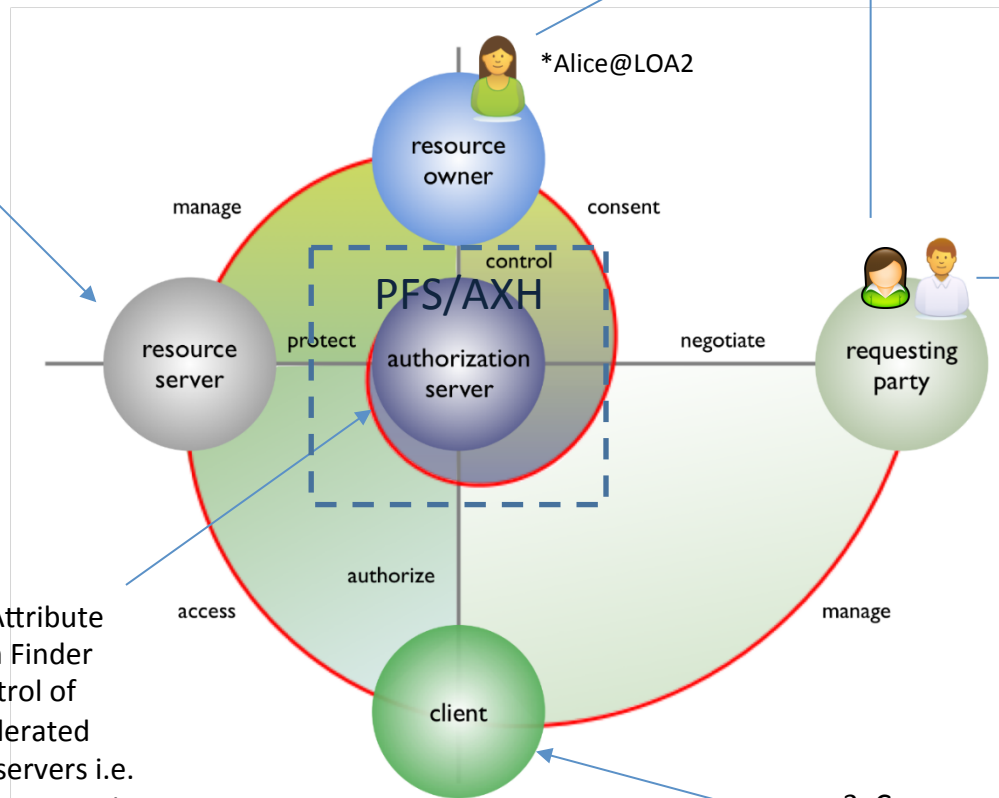 *Alice@LOA2
resource
owner
manage
consent
control
PFS/AXH
resource
server
protect
authorization
server
negotiate
requesting
party
authorize
access
manage
Attribute
Finder
trol of
derated
servers i.e.
client